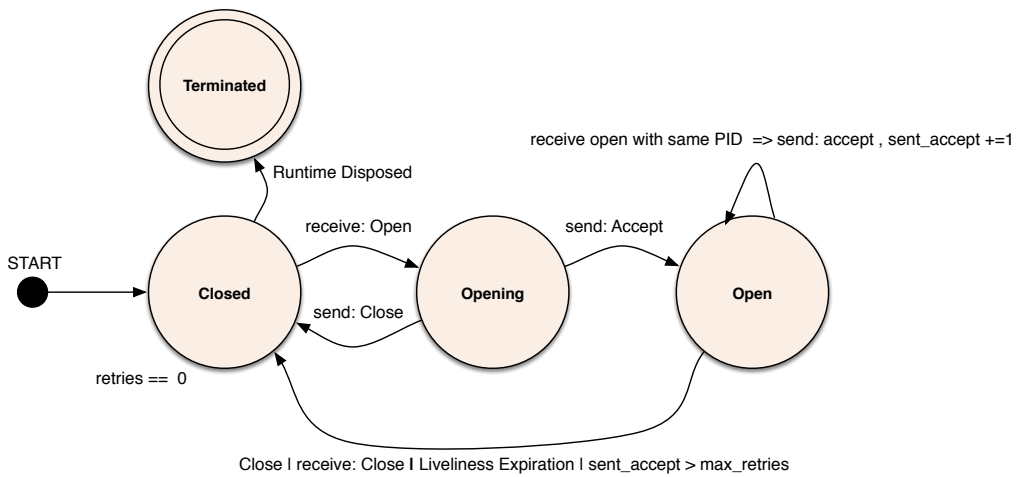 Terminated
receive open with same PID => send: accept , sent_accept +=1
Runtime Disposed
receive: Open
send: Accept
START
Closed
Opening
Open
send: Close
retries == 0
Close | receive: Close | Liveliness Expiration | sent_accept > max_retries